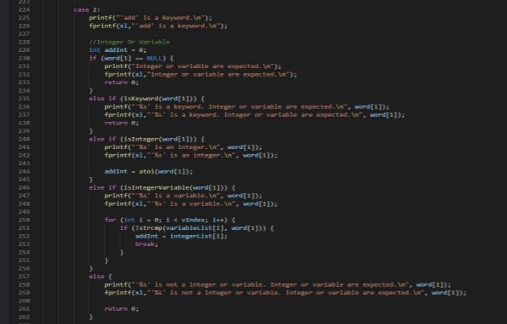 223
224 case 2:
225 printf("'add' is a keyword.\n");
226 fprintf(xl,"'add' is a keyword.\n");
227
228 //Integer Or Variable
229 int addInt = 0;
230 if (word[1] == NULL) {
231 printf("Integer or variable are expected.\n");
232 fprintf(xl,"Integer or variable are expected.\n");
233 return 0;
234 }
235 else if (isKeyword(word[1])) {
236 printf("'%s' is a keyword. Integer or variable are expected.\n", word[1]);
237 fprintf(xl,"'%s' is a keyword. Integer or variable are expected.\n", word[1]);
238 return 0;
239 }
240 else if (isInteger(word[1])) {
241 printf("'%s' is an integer.\n", word[1]);
242 fprintf(xl,"'%s' is an integer.\n", word[1]);
243
244 addInt = atoi(word[1]);
245 }
246 else if (isIntegerVariable(word[1])) {
247 printf("'%s' is a variable.\n", word[1]);
248 fprintf(xl,"'%s' is a variable.\n", word[1]);
249
250 for (int i = 0; i < vIndex; i++) {
251 if (!strcmp(variableList[i], word[1])) {
252 addInt = integerList[i];
253 break;
254 }
255 }
256 }
257 else {
258 printf("'%s' is not a integer or variable. Integer or variable are expected.\n", word[1]);
259 fprintf(xl,"'%s' is not a integer or variable. Integer or variable are expected.\n", word[1]);
260
261 return 0;
262 }